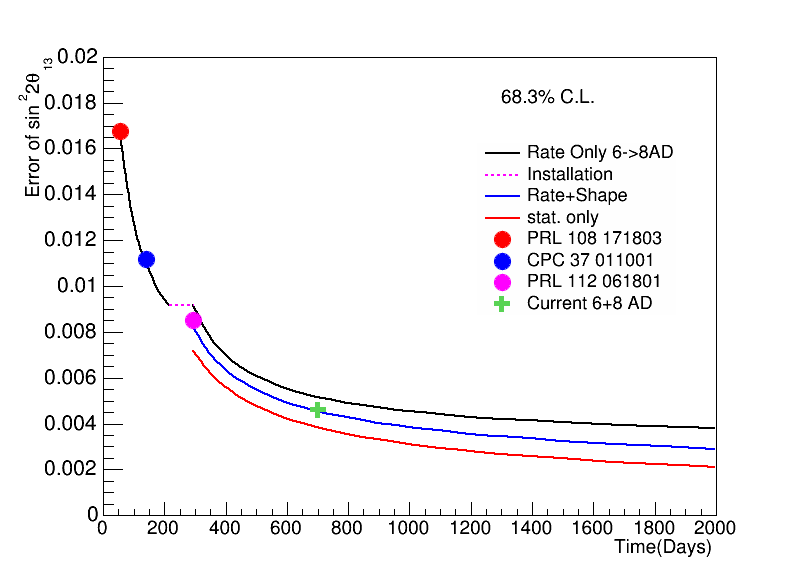 Error of sin²2θ₁₃
0.02
0.018
0.016
0.014
0.012
0.01
0.008
0.006
0.004
0.002
0
68.3% C.L.
Rate Only 6->8AD
Installation
Rate+Shape
stat. only
PRL 108 171803
CPC 37 011001
PRL 112 061801
Current 6+8 AD
0 200 400 600 800 1000 1200 1400 1600 1800 2000
Time(Days)